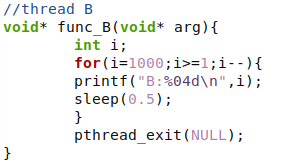 //thread B
void* func_B(void* arg){
        int i;
        for(i=1000;i>=1;i--){
        printf("B:%04d\n",i);
        sleep(0.5);
        }
        pthread_exit(NULL);
}